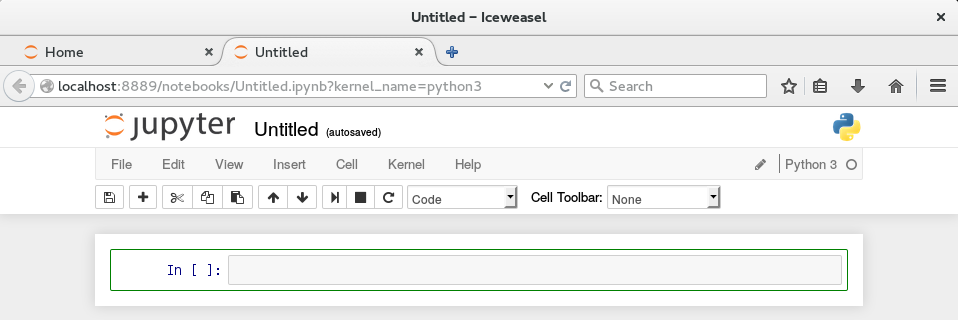 Untitled - Iceweasel
Home
Untitled
localhost:8889/notebooks/Untitled.ipynb?kernel_name=python3
Search
jupyter Untitled (autosaved)
File Edit View Insert Cell Kernel Help Python 3
Code Cell Toolbar: None
In [ ]: